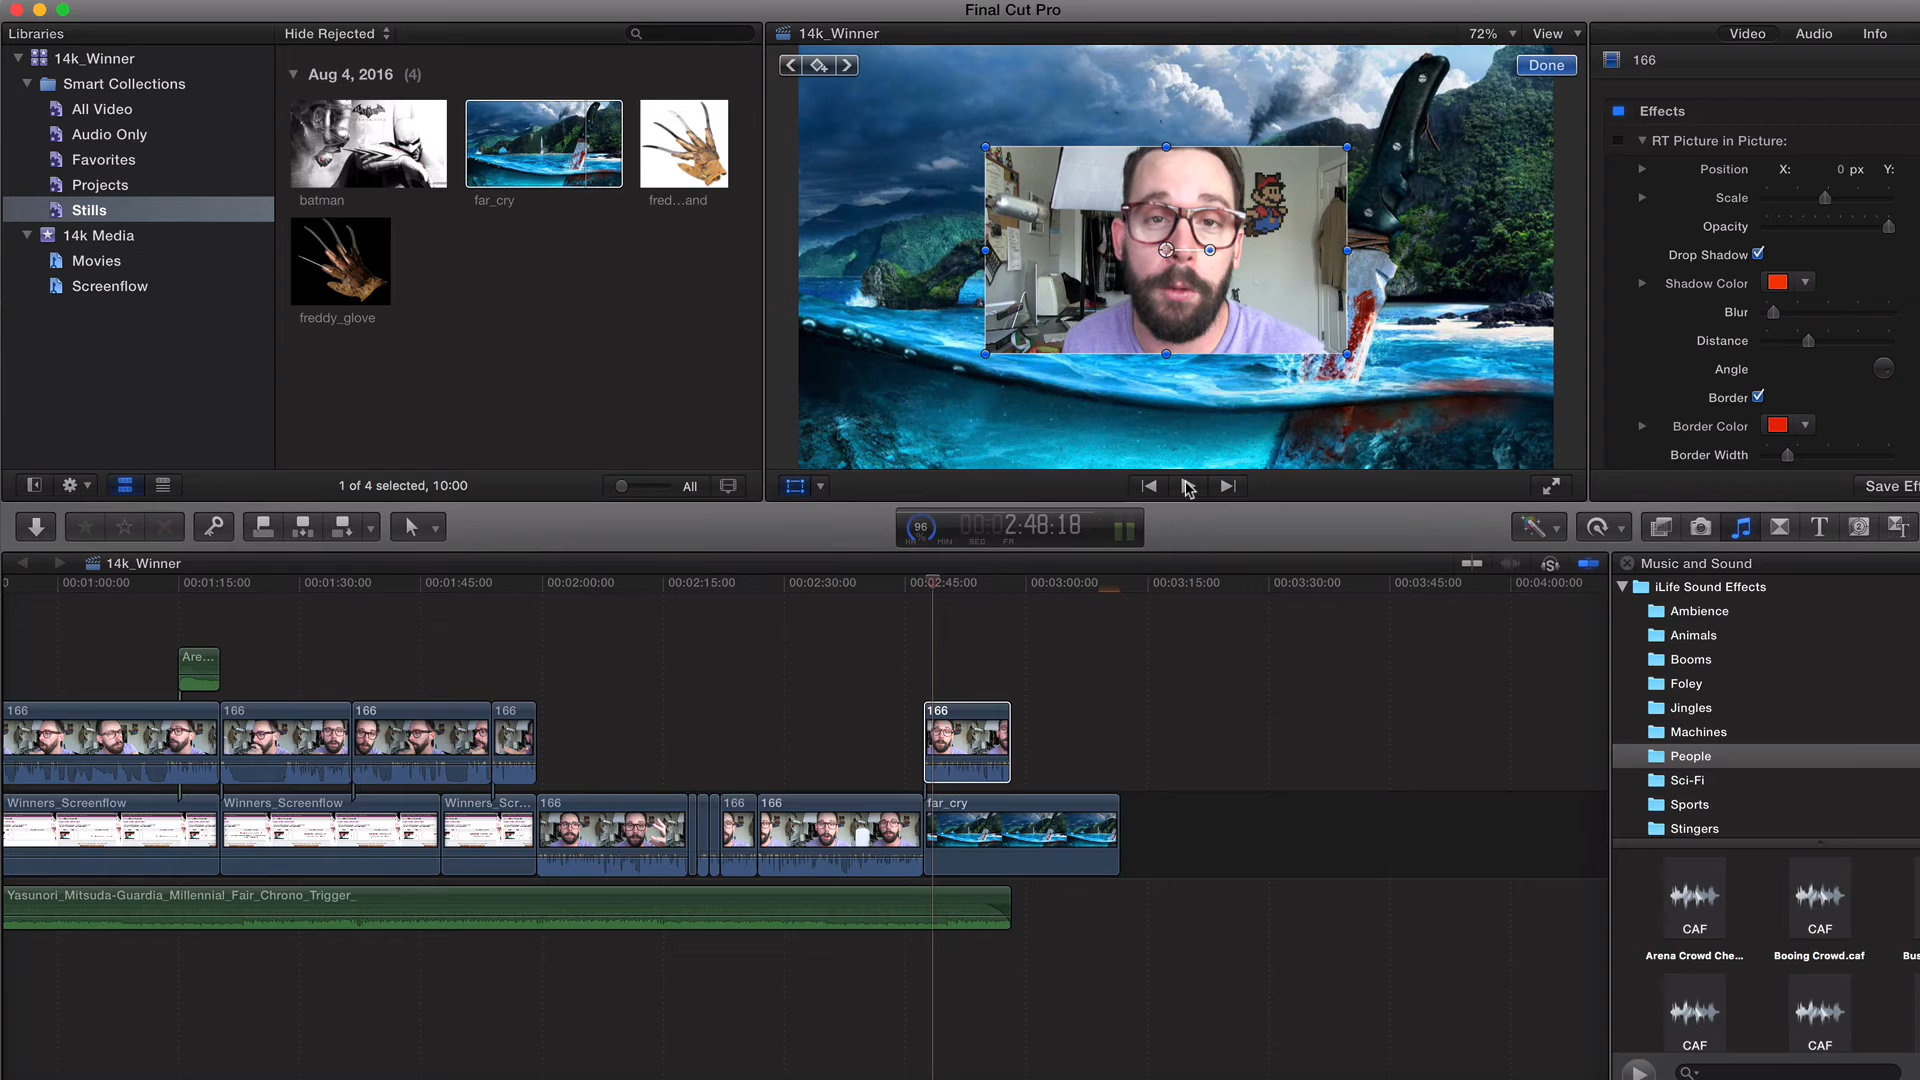 Final Cut Pro
Libraries
Hide Rejected
14k_Winner
72%
View
Video
Audio
Info
14k_Winner
Smart Collections
All Video
Audio Only
Favorites
Projects
Stills
14k Media
Movies
Screenflow
Aug 4, 2016 (4)
batman
far_cry
fred...and
freddy_glove
Done
166
Effects
RT Picture in Picture:
Position X: 0 px Y:
Scale
Opacity
Drop Shadow
Shadow Color
Blur
Distance
Angle
Border
Border Color
Border Width
1 of 4 selected, 10:00
All
Save Eff
96
%
2:48:18
HR MIN SEC FR
14k_Winner
0 00:01:00:00 00:01:15:00 00:01:30:00 00:01:45:00 00:02:00:00 00:02:15:00 00:02:30:00 00:02:45:00 00:03:00:00 00:03:15:00 00:03:30:00 00:03:45:00 00:04:00:00
Are...
166 166 166 166 166
Winners_Screenflow Winners_Screenflow Winners_Scr... 166 166 166 far_cry
Yasunori_Mitsuda-Guardia_Millennial_Fair_Chrono_Trigger_
Music and Sound
iLife Sound Effects
Ambience
Animals
Booms
Foley
Jingles
Machines
People
Sci-Fi
Sports
Stingers
CAF CAF
Arena Crowd Che... Booing Crowd.caf Bus
CAF CAF